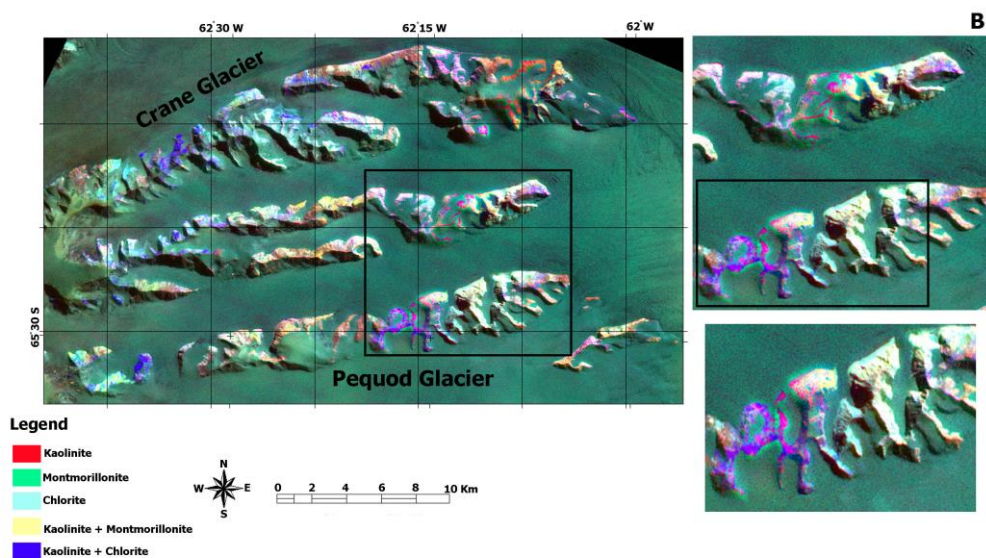 62° 30 W
62° 15 W
62° W
B
Crane Glacier
65° 30 S
Pequod Glacier
Legend
Kaolinite
Montmorillonite
Chlorite
Kaolinite + Montmorillonite
Kaolinite + Chlorite
N
W E
S
0 2 4 6 8 10 Km